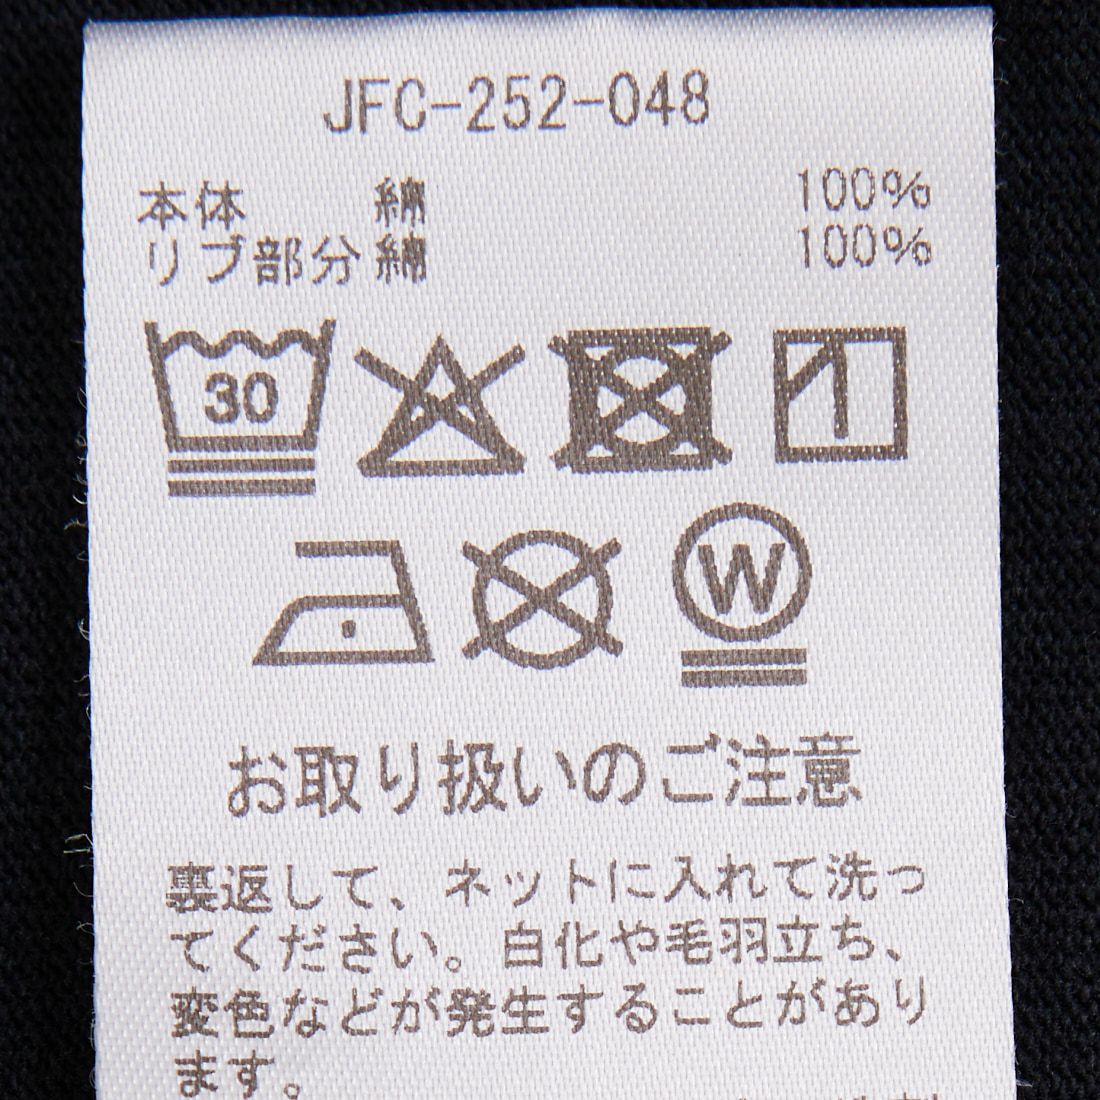 JFC-252-048
本体 綿 100%
リブ部分 綿 100%
30
W
お取り扱いのご注意
裏返して、ネットに入れて洗っ
てください。白化や毛羽立ち、
変色などが発生することがあり
ます。